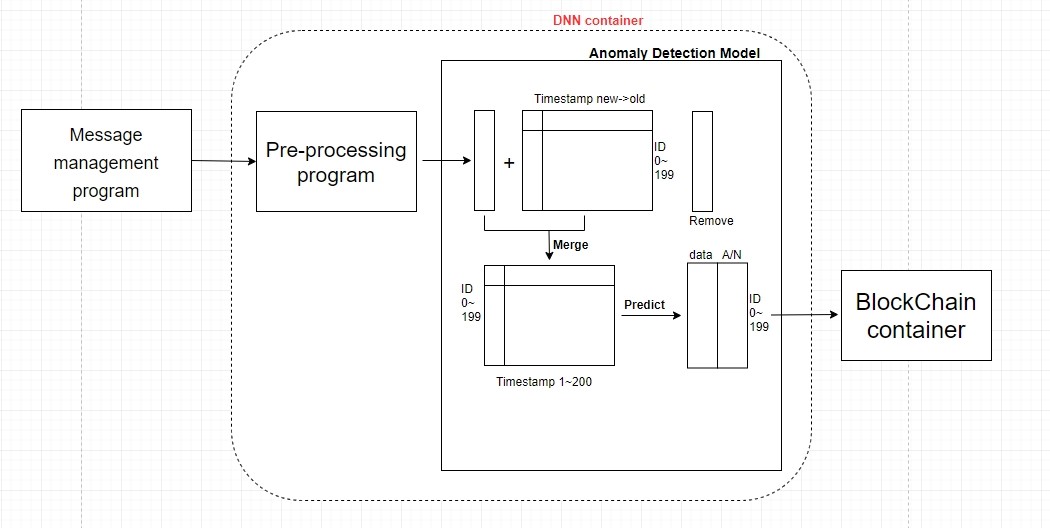 DNN container
Anomaly Detection Model
Timestamp new->old
Message
management
program
Pre-processing
program
+
ID
0~
199
Remove
Merge
data A/N
ID
0~
199
Predict
ID
0~
199
BlockChain
container
Timestamp 1~200